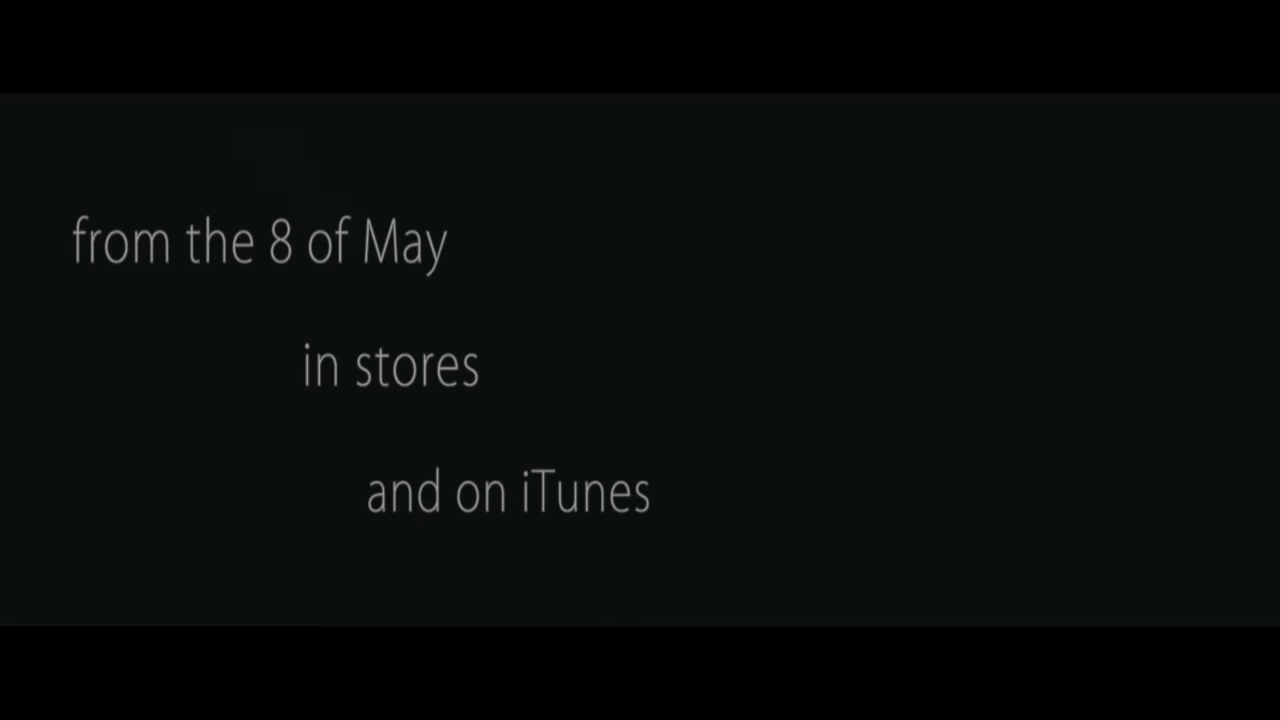 from the 8 of May
in stores
and on iTunes